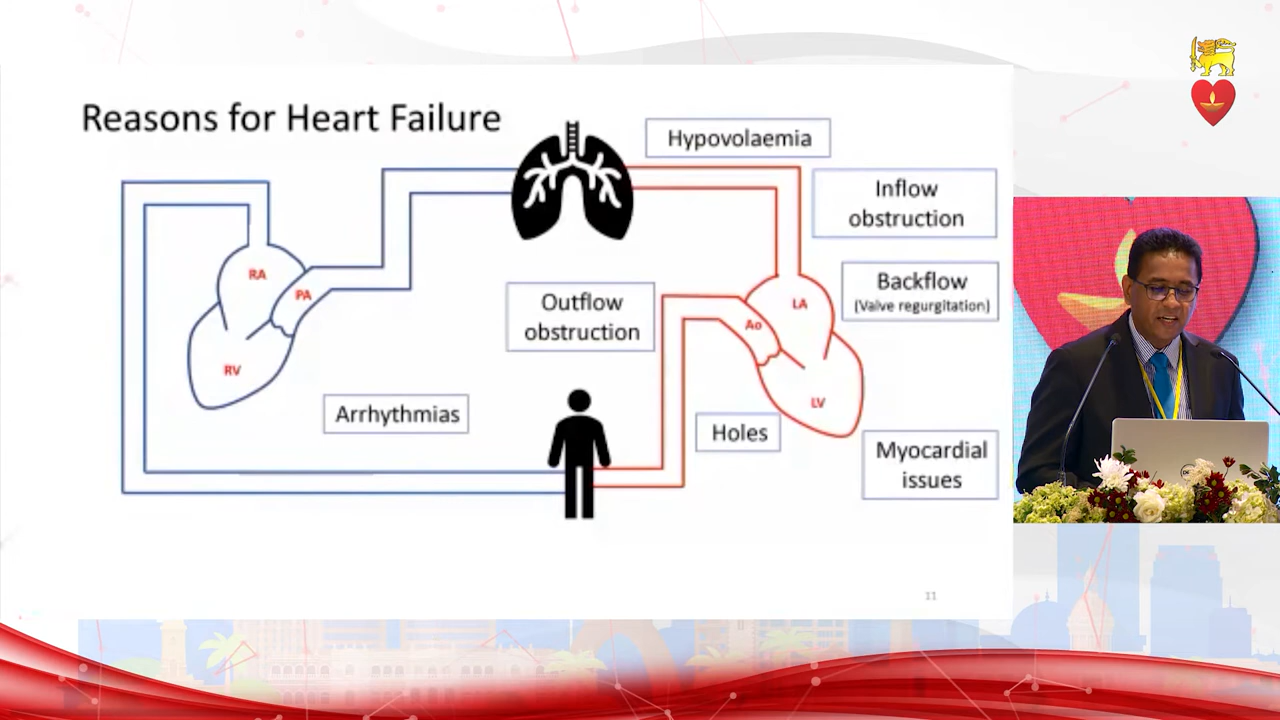 Reasons for Heart Failure
Hypovolaemia
Inflow
obstruction
RA
PA
RV
Outflow
obstruction
Ao
LA
LV
Backflow
(Valve regurgitation)
Arrhythmias
Holes
Myocardial
issues
11